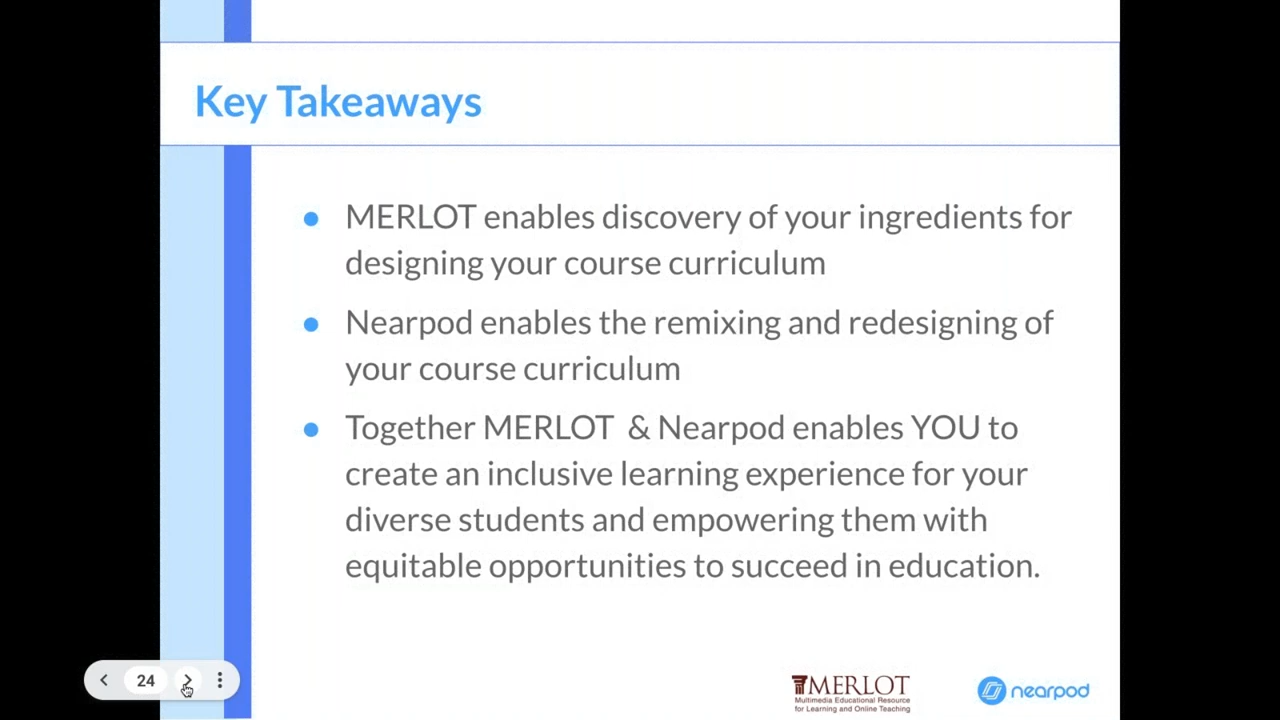 Key Takeaways
● MERLOT enables discovery of your ingredients for
designing your course curriculum
● Nearpod enables the remixing and redesigning of
your course curriculum
● Together MERLOT & Nearpod enables YOU to
create an inclusive learning experience for your
diverse students and empowering them with
equitable opportunities to succeed in education.
24
MERLOT
Multimedia Educational Resource
for Learning and Online Teaching
nearpod